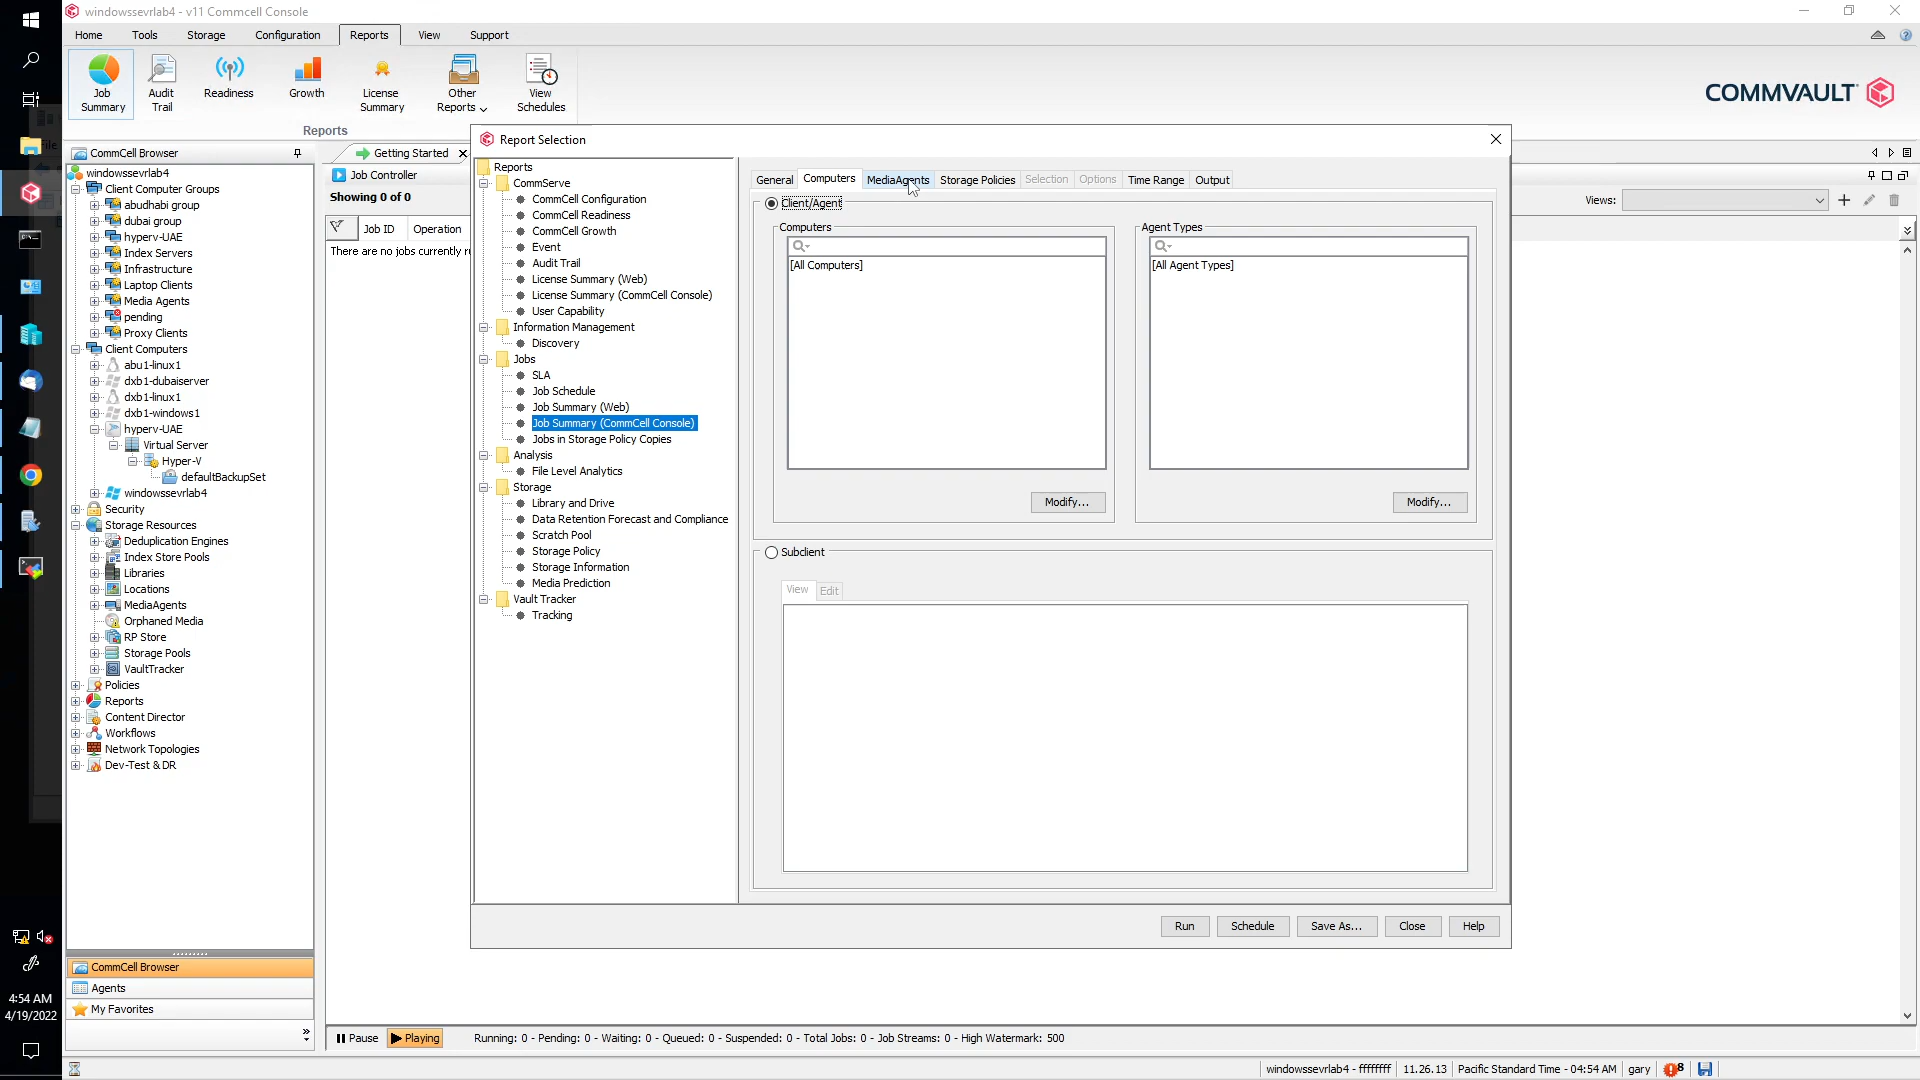 windowssevrlab4 - v11 Commcell Console
Home Tools Storage Configuration Reports View Support
Job Summary
Audit Trail
Readiness
Growth
License Summary
Other Reports
View Schedules
COMMVAULT
Reports
CommCell Browser
windowssevrlab4
Client Computer Groups
abudhabi group
dubai group
hyperv-UAE
Index Servers
Infrastructure
Laptop Clients
Media Agents
pending
Proxy Clients
Client Computers
abu1-linux1
dxb1-dubaiserver
dxb1-linux1
dxb1-windows1
hyperv-UAE
Virtual Server
Hyper-V
defaultBackupSet
windowssevrlab4
Security
Storage Resources
Deduplication Engines
Index Store Pools
Libraries
Locations
MediaAgents
Orphaned Media
RP Store
Storage Pools
VaultTracker
Policies
Reports
Content Director
Workflows
Network Topologies
Dev-Test & DR
CommCell Browser
Agents
My Favorites
Getting Started
Job Controller
Showing 0 of 0
Job ID Operation
There are no jobs currently r
Views:
Report Selection
Reports
CommServe
CommCell Configuration
CommCell Readiness
CommCell Growth
Event
Audit Trail
License Summary (Web)
License Summary (CommCell Console)
User Capability
Information Management
Discovery
Jobs
SLA
Job Schedule
Job Summary (Web)
Job Summary (CommCell Console)
Jobs in Storage Policy Copies
Analysis
File Level Analytics
Storage
Library and Drive
Data Retention Forecast and Compliance
Scratch Pool
Storage Policy
Storage Information
Media Prediction
Vault Tracker
Tracking
General Computers MediaAgents Storage Policies Selection Options Time Range Output
Client/Agent
Computers
[All Computers]
Modify...
Agent Types
[All Agent Types]
Modify...
Subclient
View Edit
Run Schedule Save As... Close Help
Pause Playing Running: 0 - Pending: 0 - Waiting: 0 - Queued: 0 - Suspended: 0 - Total Jobs: 0 - Job Streams: 0 - High Watermark: 500
windowssevrlab4 - ffffffff 11.26.13 Pacific Standard Time - 04:54 AM gary 8
4:54 AM
4/19/2022